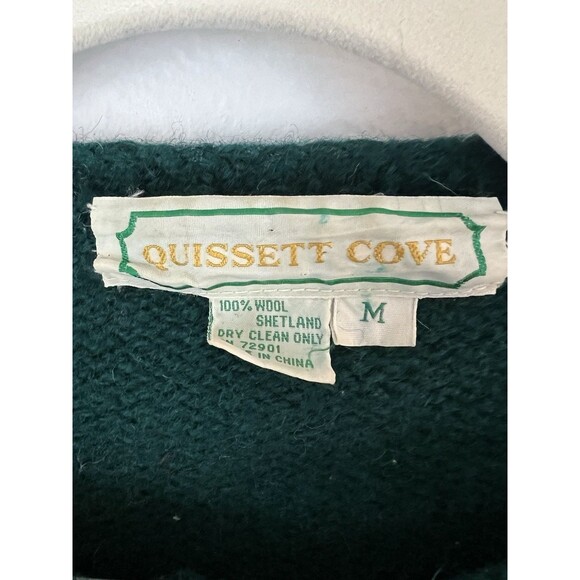 QUISSETT COVE
100% WOOL
SHETLAND
DRY CLEAN ONLY
72901
IN CHINA
M